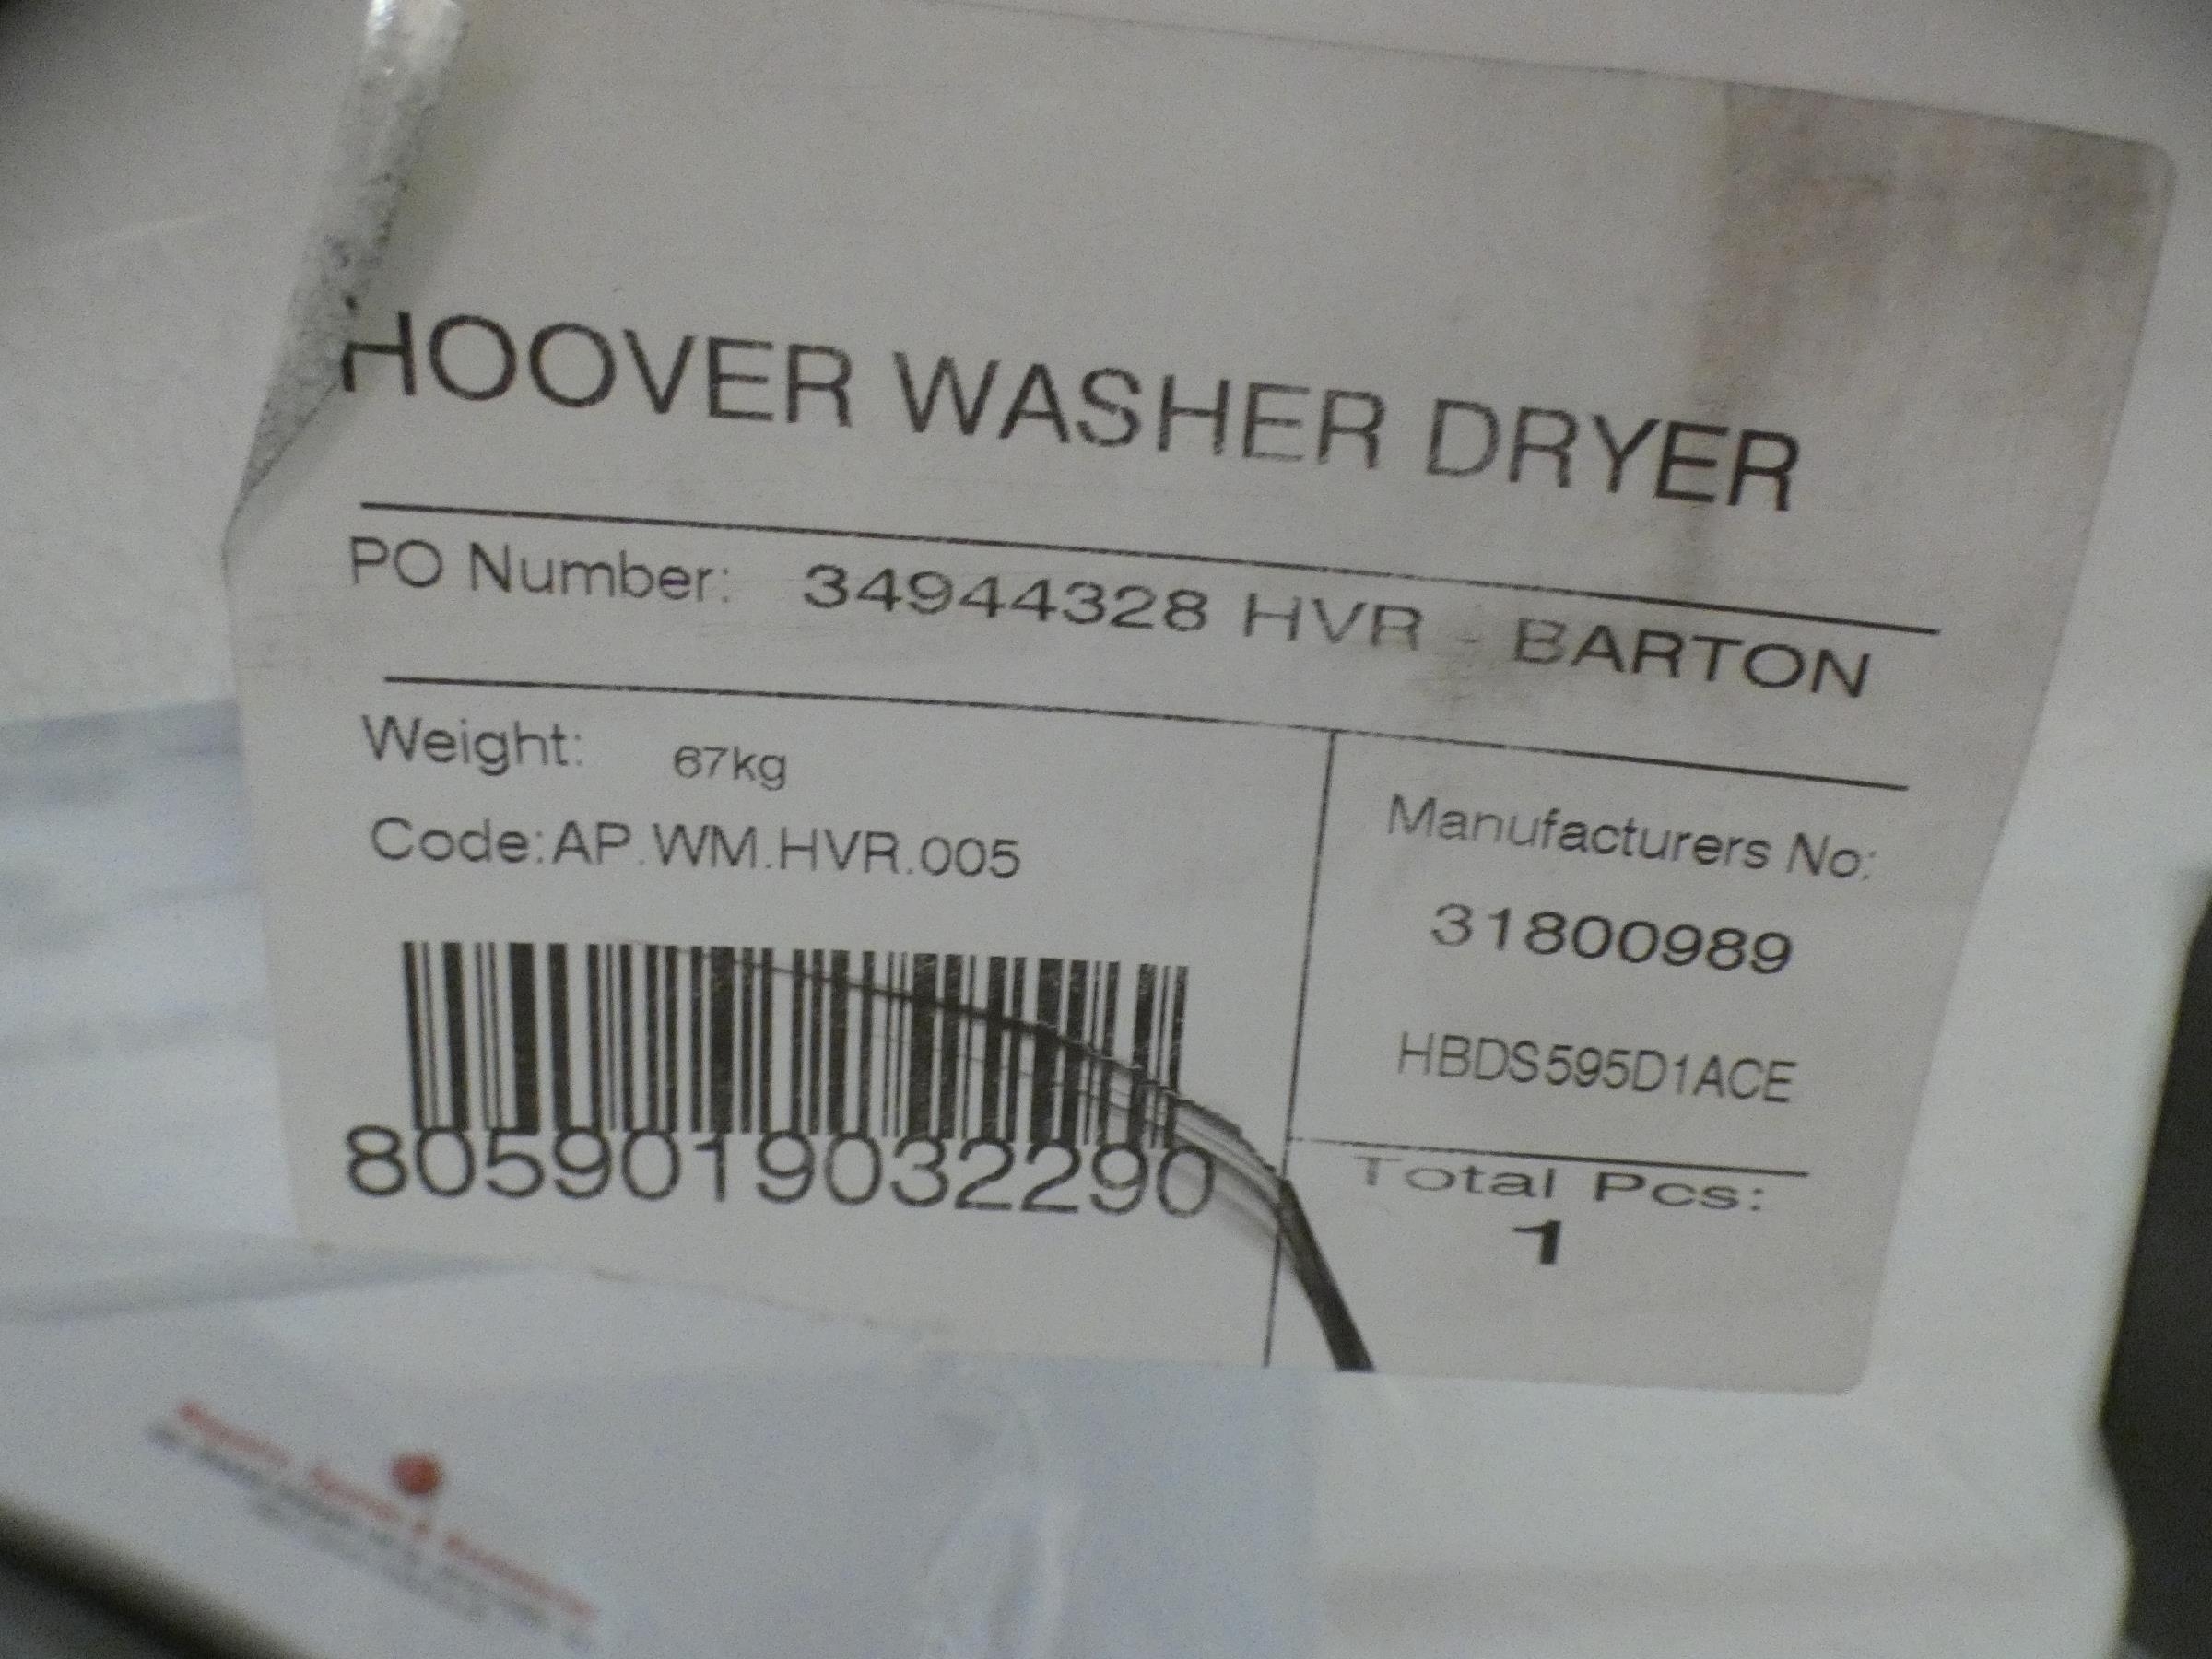 HOOVER WASHER DRYER
PO Number: 34944328 HVR - BARTON
Weight: 67kg
Code:AP.WM.HVR.005
8059019032290
Manufacturers No:
31800989
HBDS595D1ACE
Total Pcs:
1